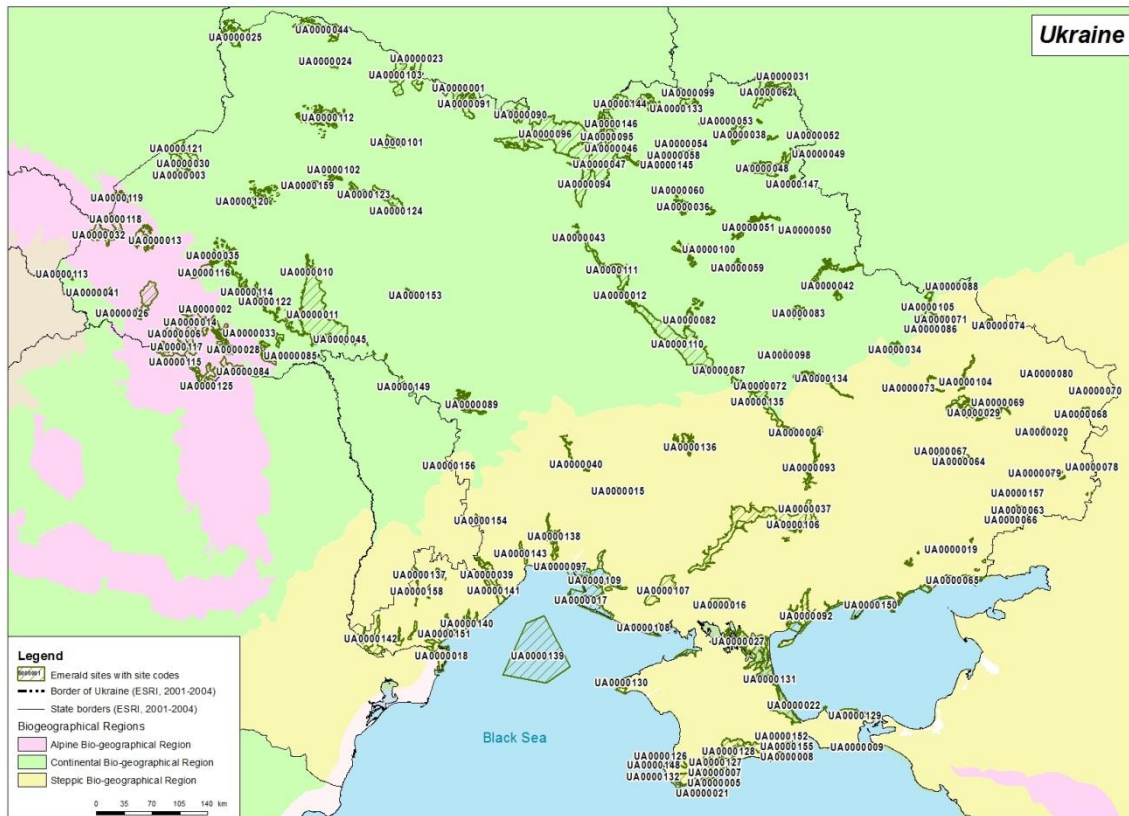 Ukraine
UA0000044
UA0000025
UA0000024
UA0000023
UA0000103
UA0000031
UA0000062
UA0000001
UA0000091
UA0000099
UA0000144
UA0000133
UA0000112
UA0000090
UA0000146
UA0000053
UA0000096
UA0000095
UA0000038
UA0000052
UA0000101
UA0000046
UA0000054
UA0000121
UA0000058
UA0000049
UA0000030
UA0000047
UA0000145
UA0000048
UA0000003
UA0000102
UA0000159
UA0000094
UA0000147
UA0000119
UA0000123
UA0000060
UA0000120
UA0000124
UA0000036
UA0000118
UA0000032
UA0000013
UA0000043
UA0000051
UA0000050
UA0000035
UA0000100
UA0000116
UA0000010
UA0000111
UA0000059
UA0000113
UA0000041
UA0000114
UA0000153
UA0000012
UA0000042
UA0000088
UA0000122
UA0000105
UA0000026
UA0000002
UA0000011
UA0000083
UA0000014
UA0000082
UA0000071
UA0000074
UA0000006
UA0000033
UA0000045
UA0000110
UA0000086
UA0000117
UA0000028
UA0000085
UA0000098
UA0000034
UA0000115
UA0000084
UA0000087
UA0000125
UA0000149
UA0000072
UA0000134
UA0000073
UA0000104
UA0000080
UA0000070
UA0000089
UA0000135
UA0000069
UA0000029
UA0000068
UA0000004
UA0000020
UA0000136
UA0000067
UA0000064
UA0000156
UA0000040
UA0000093
UA0000079
UA0000078
UA0000015
UA0000157
UA0000037
UA0000063
UA0000154
UA0000106
UA0000066
UA0000138
UA0000143
UA0000019
UA0000097
UA0000137
UA0000039
UA0000109
UA0000065
UA0000158
UA0000141
UA0000107
UA0000017
UA0000016
UA0000150
UA0000092
UA0000140
UA0000108
UA0000151
UA0000142
UA0000027
UA0000018
UA0000139
UA0000131
UA0000130
UA0000022
UA0000129
Black Sea
UA0000152
UA0000128
UA0000155
UA0000009
UA0000126
UA0000127
UA0000008
UA0000148
UA0000007
UA0000132
UA0000005
UA0000021
Legend
Emerald sites with site codes
Border of Ukraine (ESRI, 2001-2004)
State borders (ESRI, 2001-2004)
Biogeographical Regions
Alpine Bio-geographical Region
Continental Bio-geographical Region
Steppic Bio-geographical Region
0 35 70 105 140 km